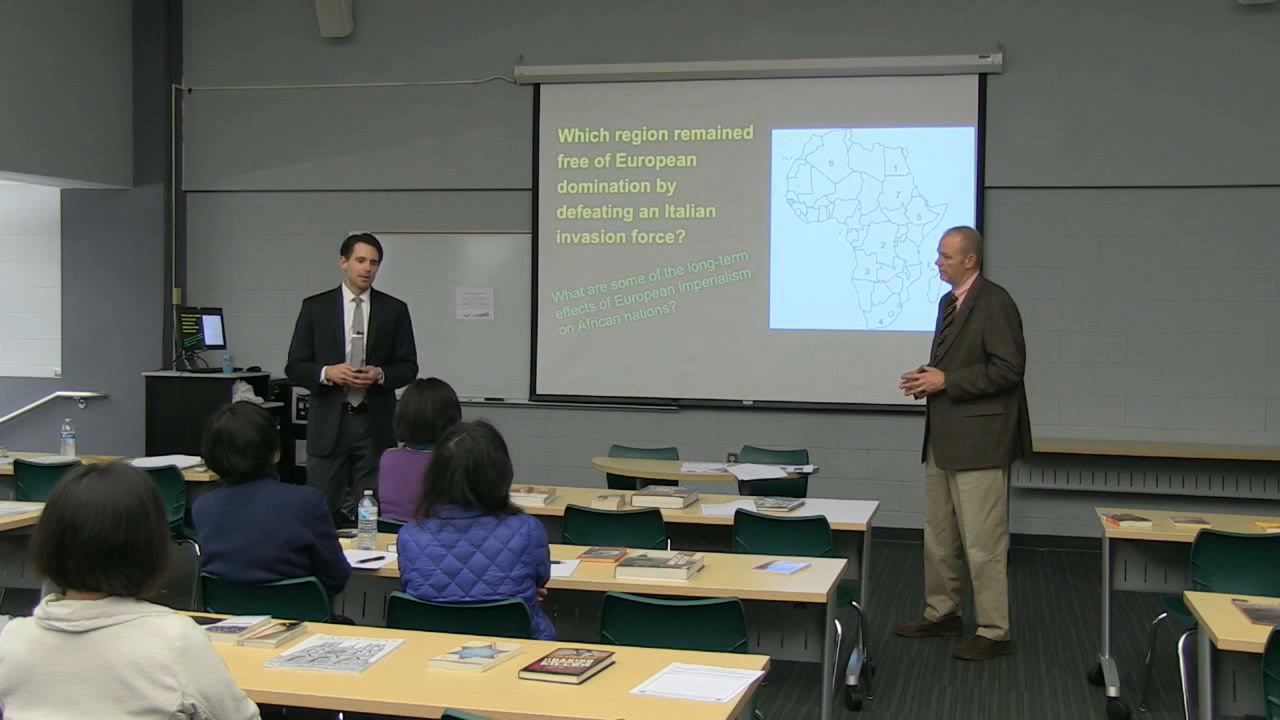 Which region remained
free of European
domination by
defeating an Italian
invasion force?
What are some of the long-term
effects of European Imperialism
on African nations?
6
1
7
5
2
3
4